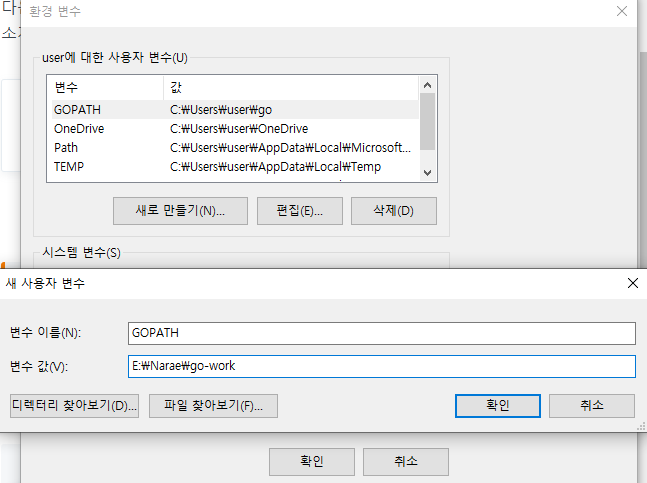 다음
소개
환경 변수
user에 대한 사용자 변수(U)
변수 값
GOPATH C:₩Users₩user₩go
OneDrive C:₩Users₩user₩OneDrive
Path C:₩Users₩user₩AppData₩Local₩Microsoft...
TEMP C:₩Users₩user₩AppData₩Local₩Temp
새로 만들기(N)... 편집(E)... 삭제(D)
시스템 변수(S)
새 사용자 변수
변수 이름(N): GOPATH
변수 값(V): E:₩Narae₩go-work
디렉터리 찾아보기(D)... 파일 찾아보기(F)... 확인 취소
확인 취소